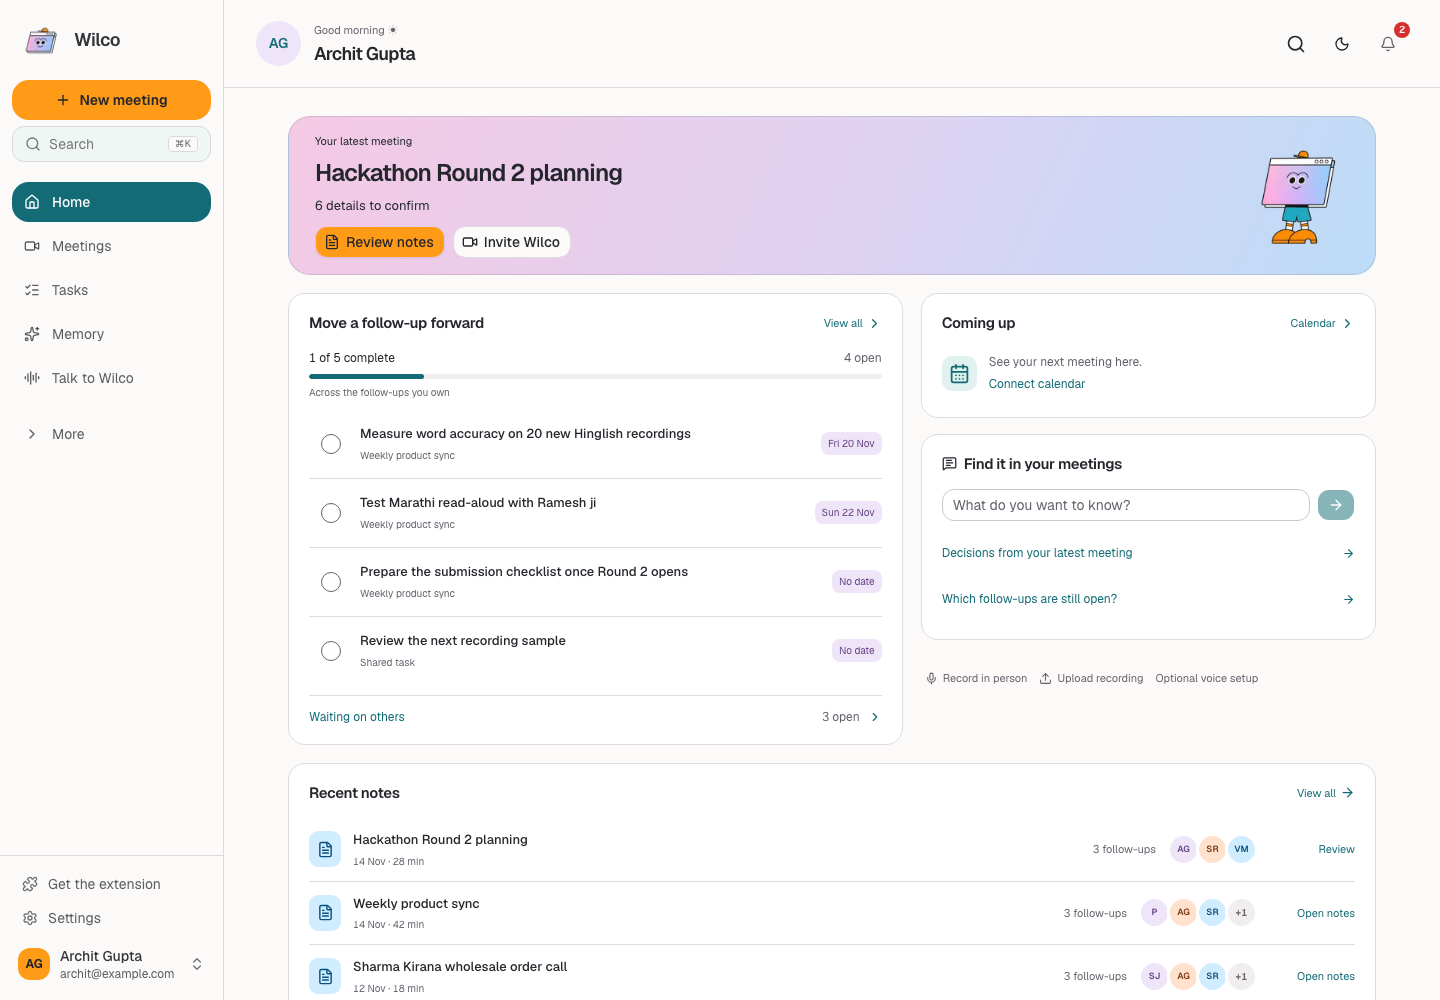 Wilco
New meeting
Search ⌘K
Home
Meetings
Tasks
Memory
Talk to Wilco
More
Get the extension
Settings
AG
Archit Gupta
archit@example.com
AG
Good morning
Archit Gupta
2
Your latest meeting
Hackathon Round 2 planning
6 details to confirm
Review notes
Invite Wilco
Move a follow-up forward
View all
1 of 5 complete
4 open
Across the follow-ups you own
Measure word accuracy on 20 new Hinglish recordings
Weekly product sync
Fri 20 Nov
Test Marathi read-aloud with Ramesh ji
Weekly product sync
Sun 22 Nov
Prepare the submission checklist once Round 2 opens
Weekly product sync
No date
Review the next recording sample
Shared task
No date
Waiting on others
3 open
Coming up
Calendar
See your next meeting here.
Connect calendar
Find it in your meetings
What do you want to know?
Decisions from your latest meeting
Which follow-ups are still open?
Record in person
Upload recording
Optional voice setup
Recent notes
View all
Hackathon Round 2 planning
14 Nov · 28 min
3 follow-ups
AG SR VM
Review
Weekly product sync
14 Nov · 42 min
3 follow-ups
P AG SR +1
Open notes
Sharma Kirana wholesale order call
12 Nov · 18 min
3 follow-ups
SJ AG SR +1
Open notes